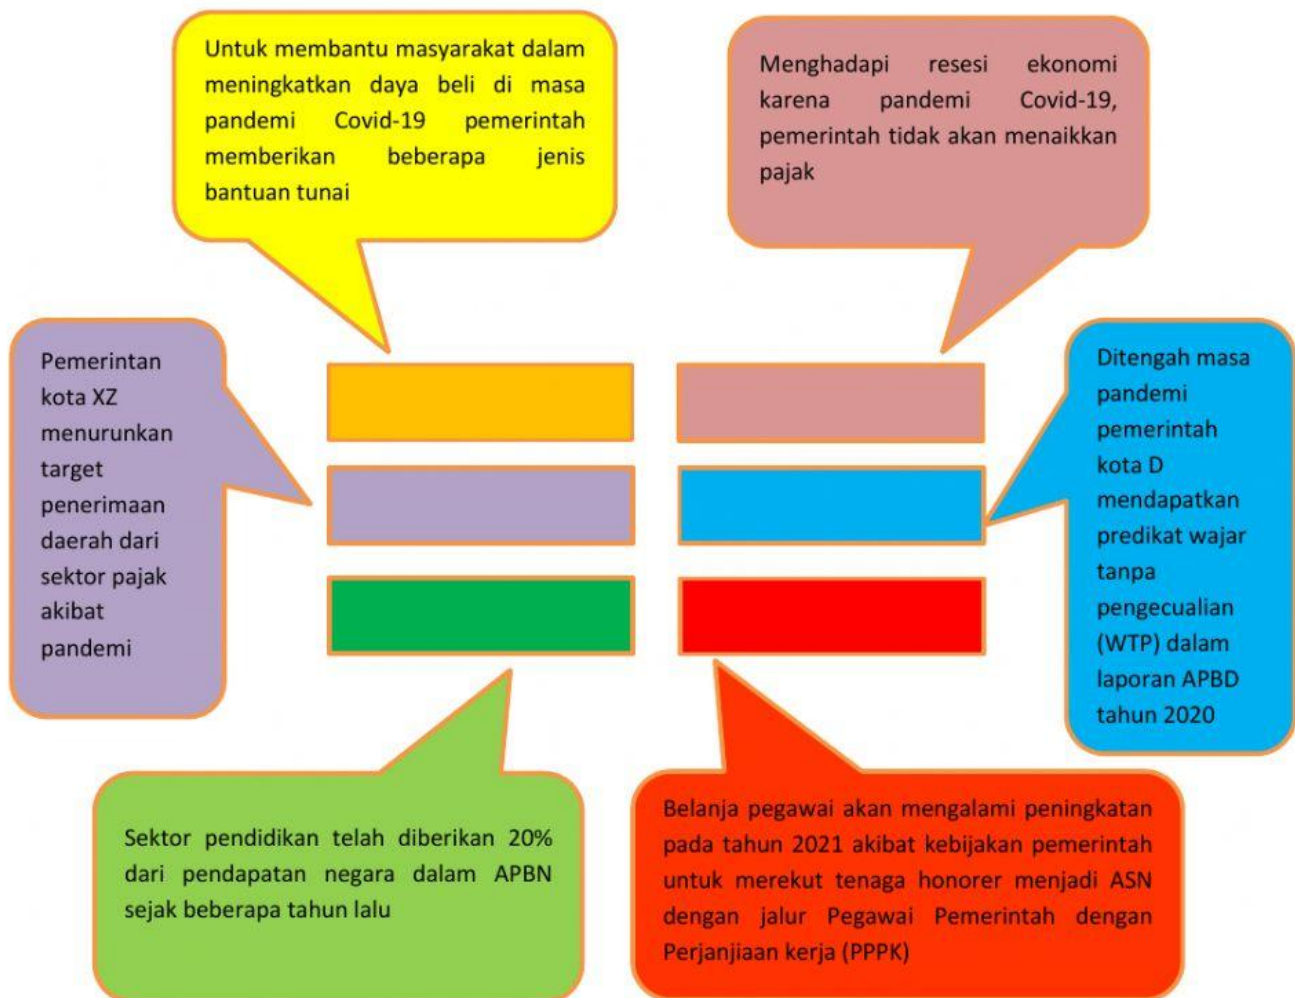 Untuk membantu masyarakat dalam
meningkatkan daya beli di masa
pandemi Covid-19 pemerintah
memberikan beberapa jenis
bantuan tunai
Menghadapi resesi ekonomi
karena pandemi Covid-19,
pemerintah tidak akan menaikkan
pajak
Pemerintan
kota XZ
menurunkan
target
penerimaan
daerah dari
sektor pajak
akibat
pandemi
Ditengah masa
pandemi
pemerintah
kota D
mendapatkan
predikat wajar
tanpa
pengecualian
(WTP) dalam
laporan APBD
tahun 2020
Sektor pendidikan telah diberikan 20%
dari pendapatan negara dalam APBN
sejak beberapa tahun lalu
Belanja pegawai akan mengalami peningkatan
pada tahun 2021 akibat kebijakan pemerintah
untuk merekut tenaga honorer menjadi ASN
dengan jalur Pegawai Pemerintah dengan
Perjanjiaan kerja (PPPK)